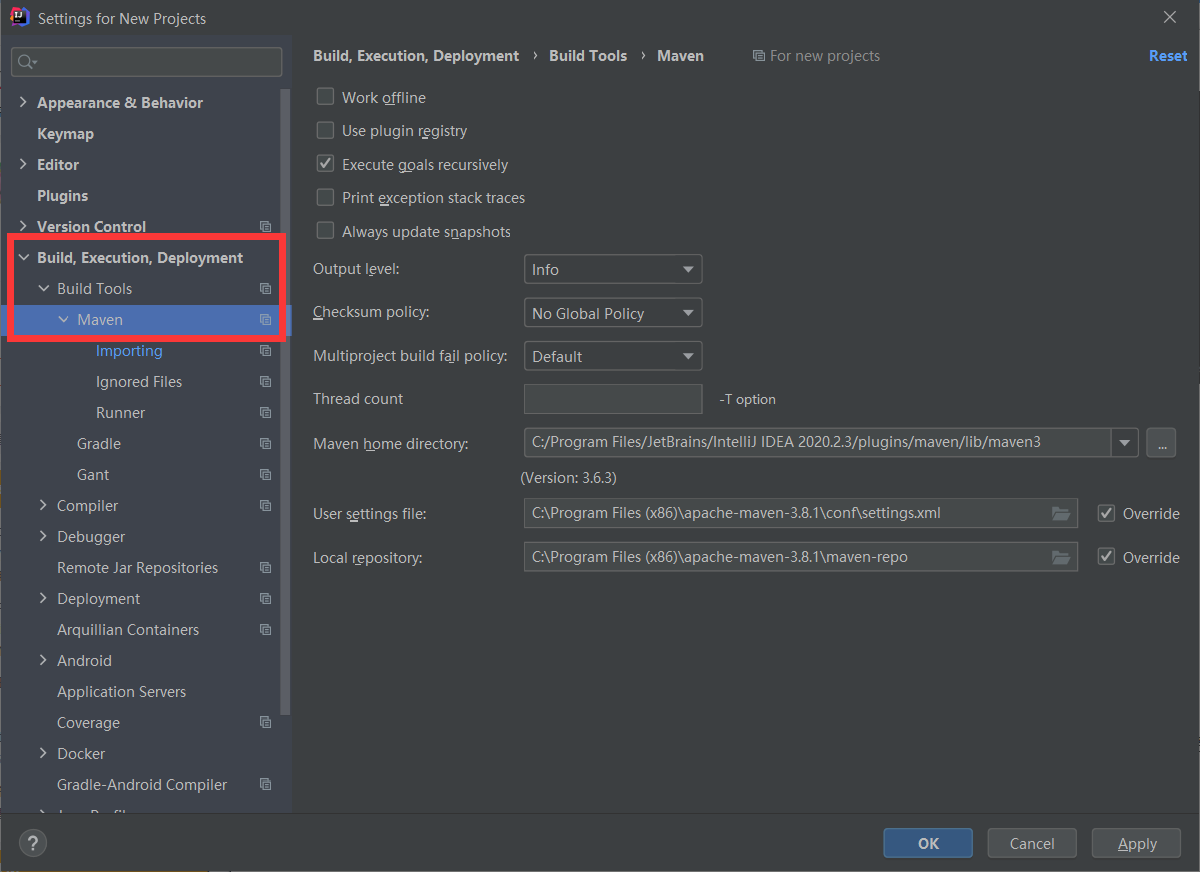 Settings for New Projects
Appearance & Behavior
Keymap
Editor
Plugins
Version Control
Build, Execution, Deployment
Build Tools
Maven
Importing
Ignored Files
Runner
Gradle
Gant
Compiler
Debugger
Remote Jar Repositories
Deployment
Arquillian Containers
Android
Application Servers
Coverage
Docker
Gradle-Android Compiler
Build, Execution, Deployment › Build Tools › Maven For new projects Reset
Work offline
Use plugin registry
Execute goals recursively
Print exception stack traces
Always update snapshots
Output level: Info
Checksum policy: No Global Policy
Multiproject build fail policy: Default
Thread count -T option
Maven home directory: C:/Program Files/JetBrains/IntelliJ IDEA 2020.2.3/plugins/maven/lib/maven3 ...
(Version: 3.6.3)
User settings file: C:\Program Files (x86)\apache-maven-3.8.1\conf\settings.xml Override
Local repository: C:\Program Files (x86)\apache-maven-3.8.1\maven-repo Override
? OK Cancel Apply